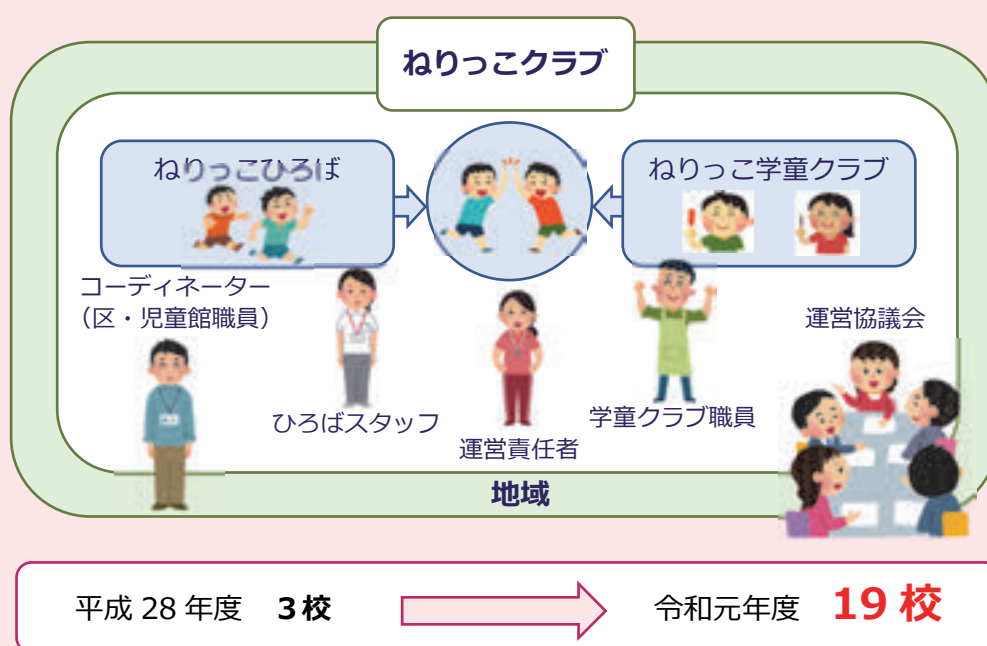 ねりっこクラブ
ねりっこひろば
ねりっこ学童クラブ
コーディネーター
（区・児童館職員）
運営協議会
ひろばスタッフ
学童クラブ職員
運営責任者
地域
平成 28 年度 3校
令和元年度 19 校